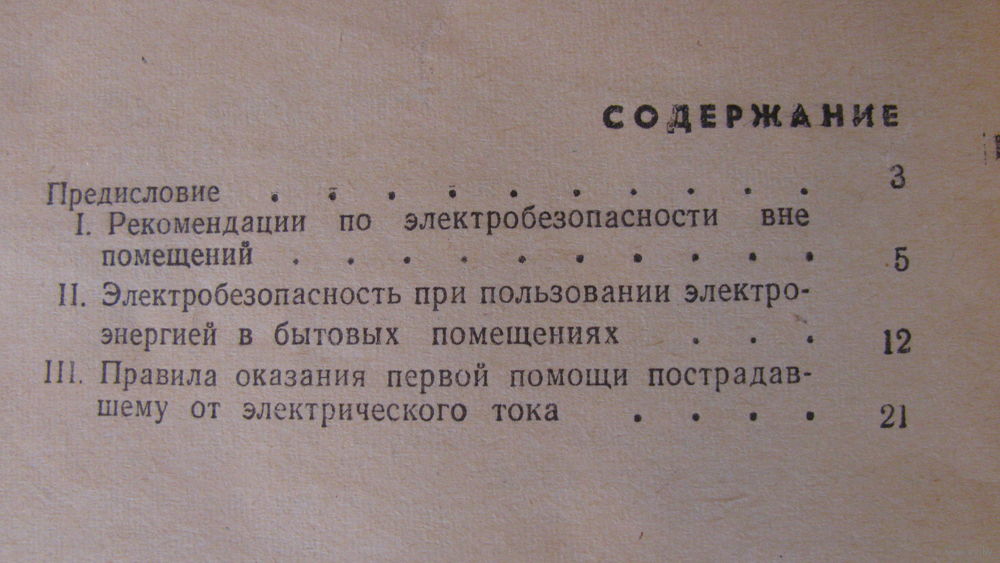 СОДЕРЖАНИЕ
Предисловие . . . . . . . . . . 3
I. Рекомендации по электробезопасности вне
помещений . . . . . . . . . . 5
II. Электробезопасность при пользовании электро-
энергией в бытовых помещениях . . . 12
III. Правила оказания первой помощи пострадав-
шему от электрического тока . . . . 21